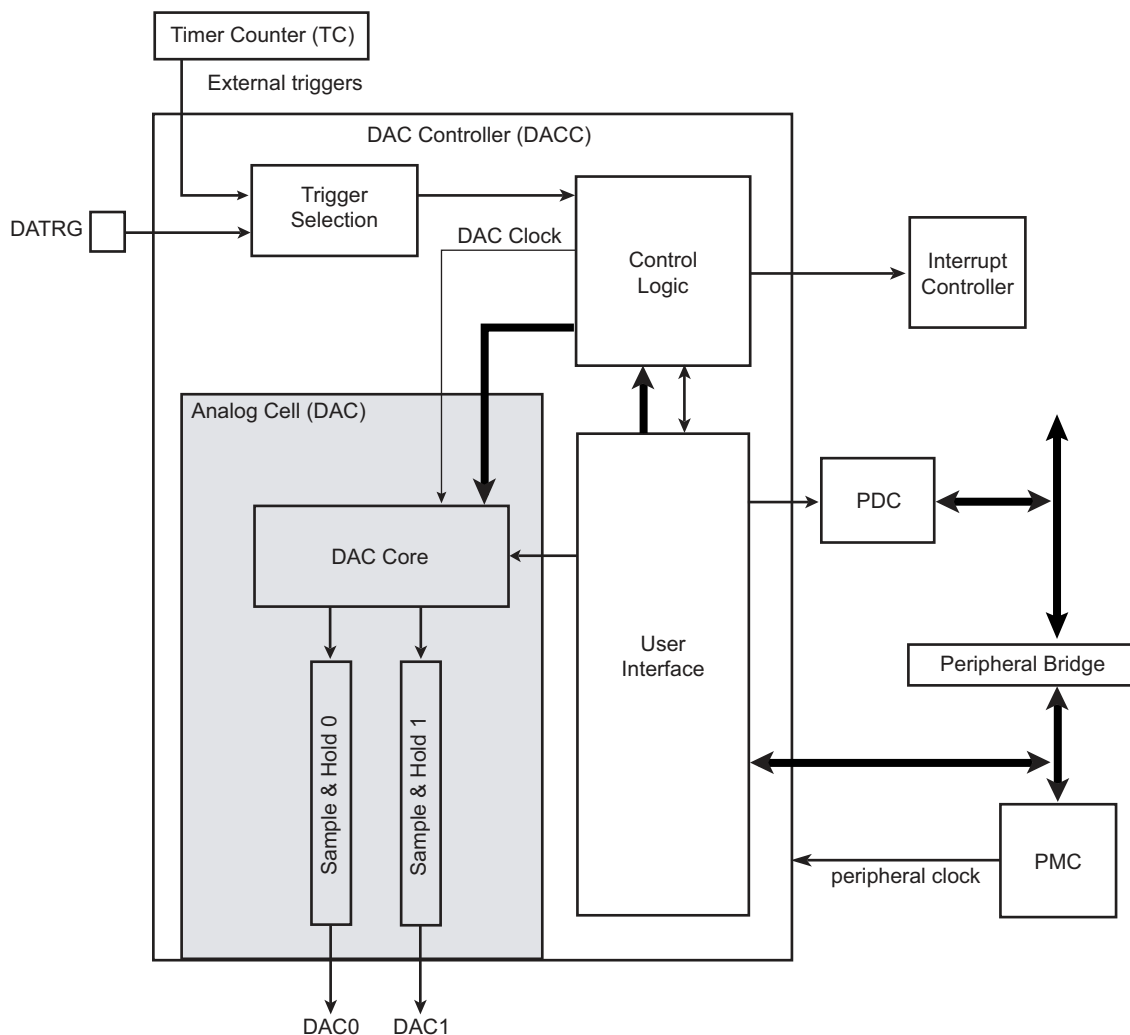 Timer Counter (TC)
External triggers
DAC Controller (DACC)
Trigger
Selection
DATRG
DAC Clock
Control
Logic
Interrupt
Controller
Analog Cell (DAC)
PDC
DAC Core
User
Interface
Peripheral Bridge
Sample & Hold 0
Sample & Hold 1
PMC
peripheral clock
DAC0
DAC1